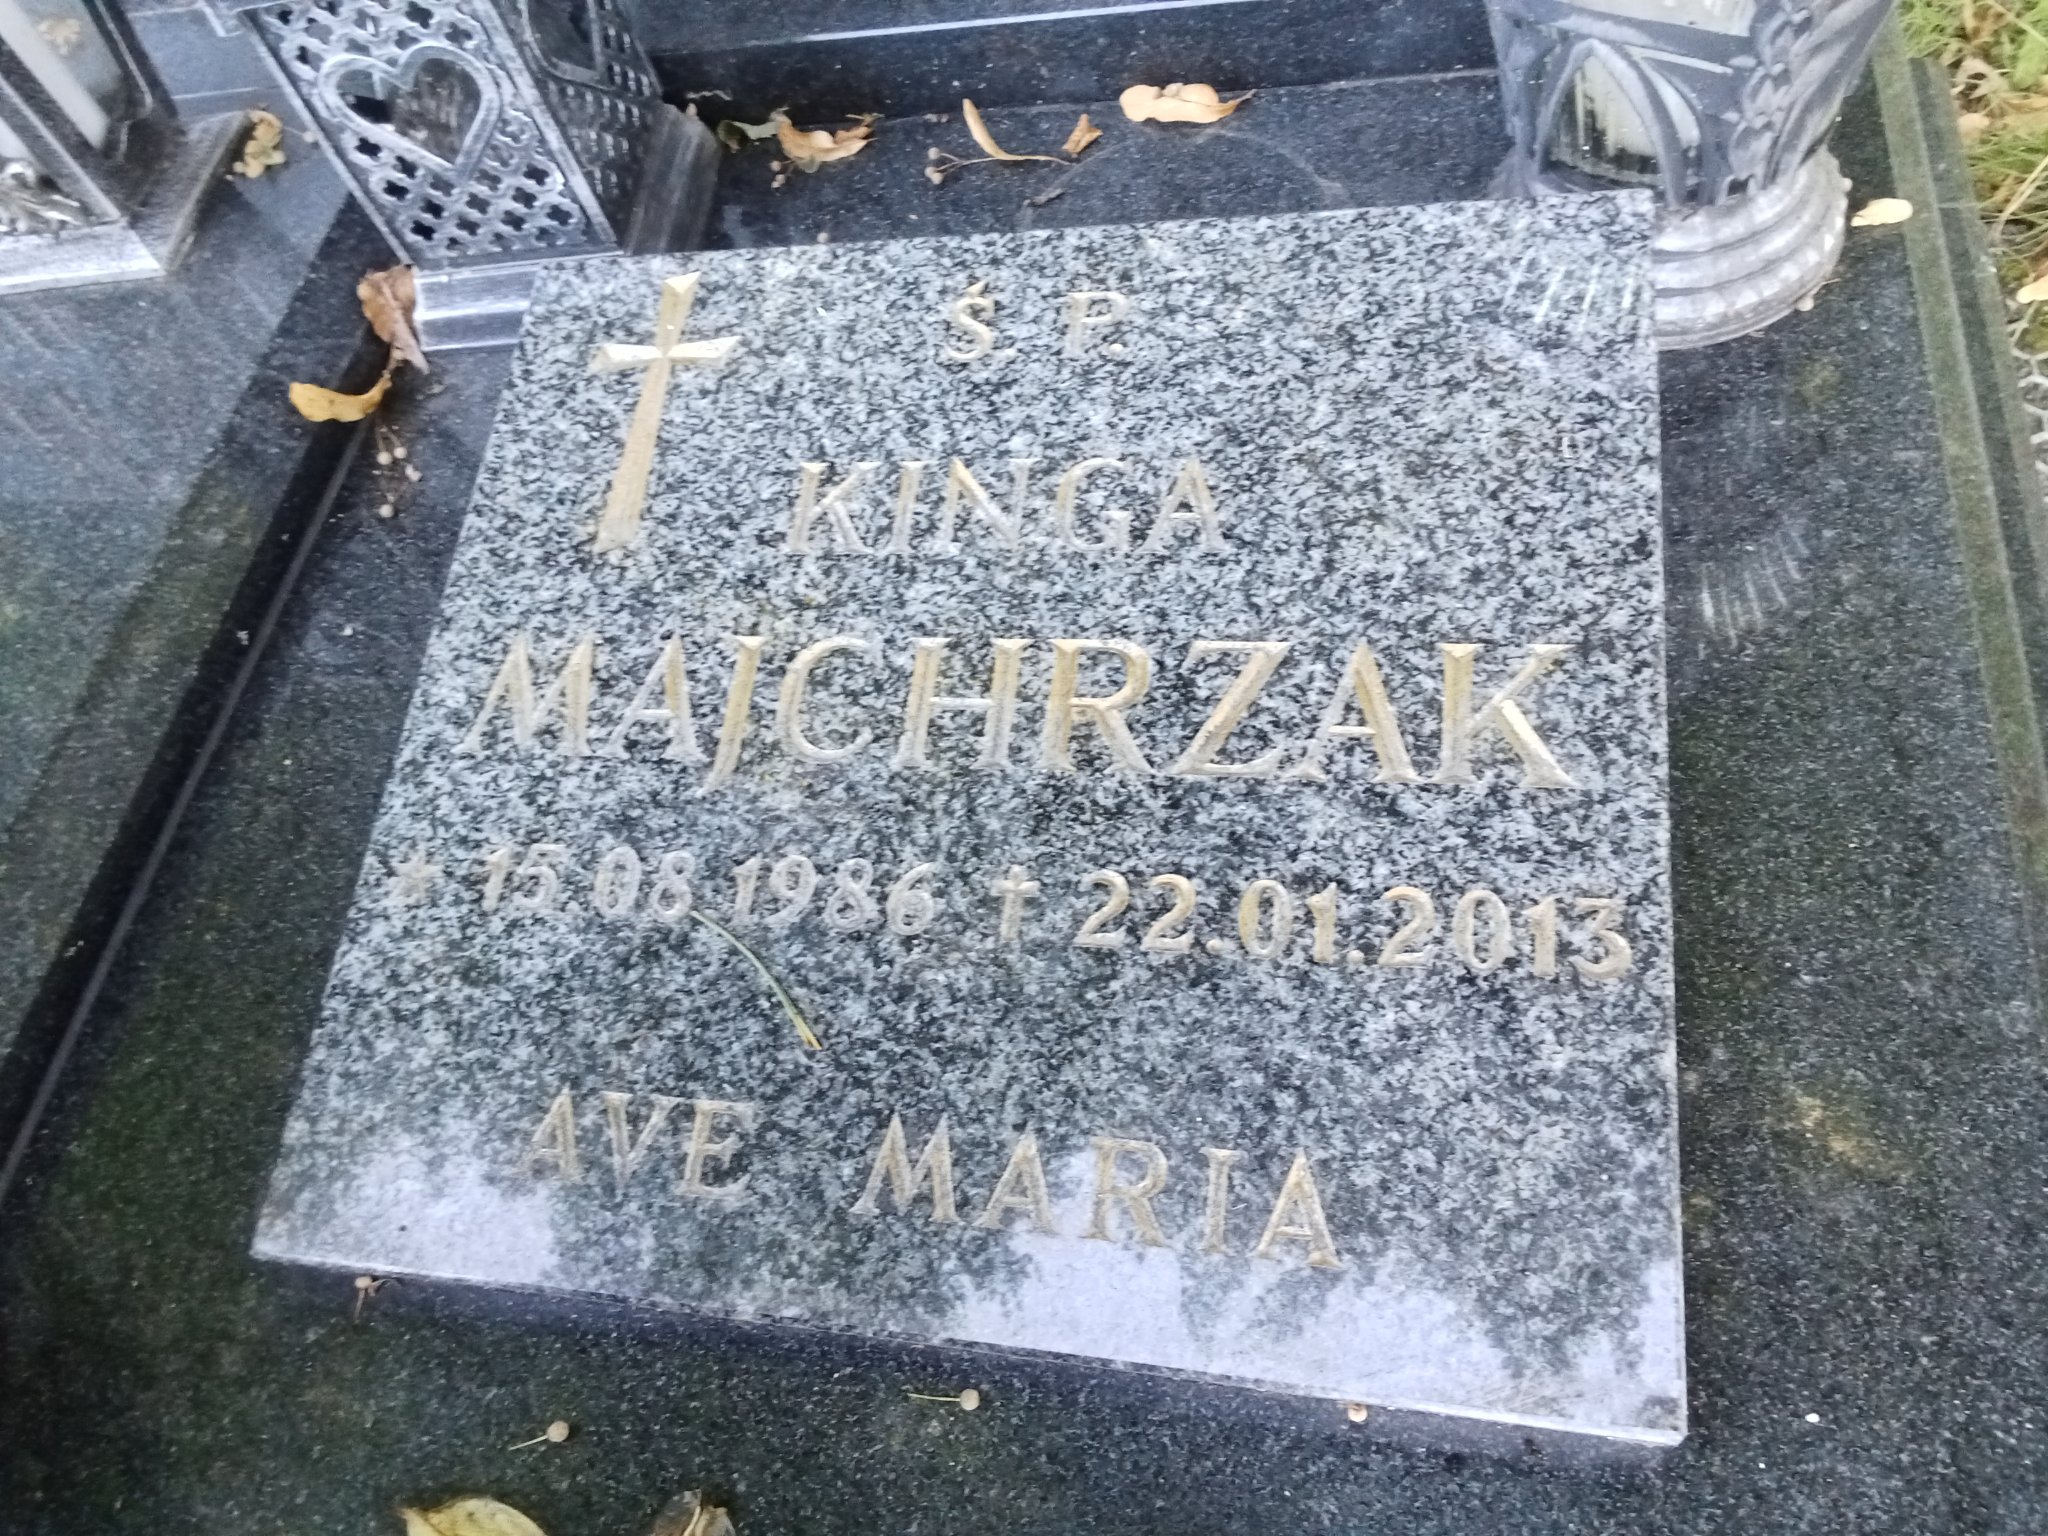 Ś. P.
KINGA
MAJCHRZAK
* 15.08.1986 † 22.01.2013
AVE MARIA